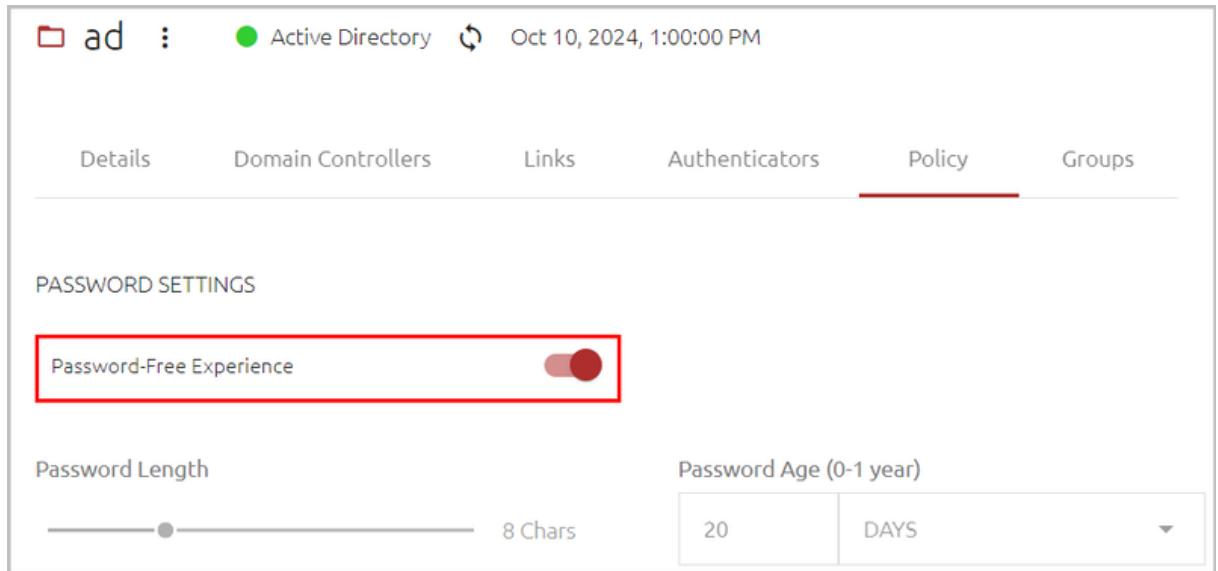 ad Active Directory Oct 10, 2024, 1:00:00 PM
Details Domain Controllers Links Authenticators Policy Groups
PASSWORD SETTINGS
Password-Free Experience
Password Length Password Age (0-1 year)
8 Chars 20 DAYS